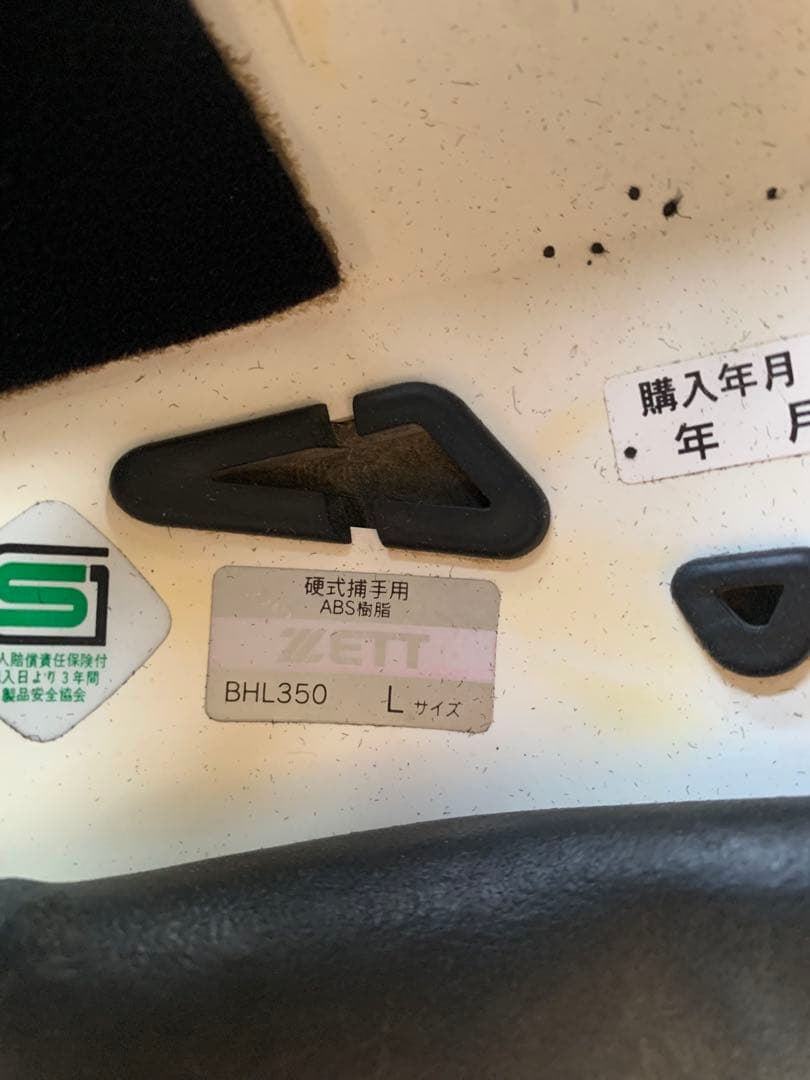 購入年月
年 月
硬式捕手用
ABS樹脂
ZETT
BHL350 L サイズ
SG
人賠償責任保険付
入日より3年間
製品安全協会